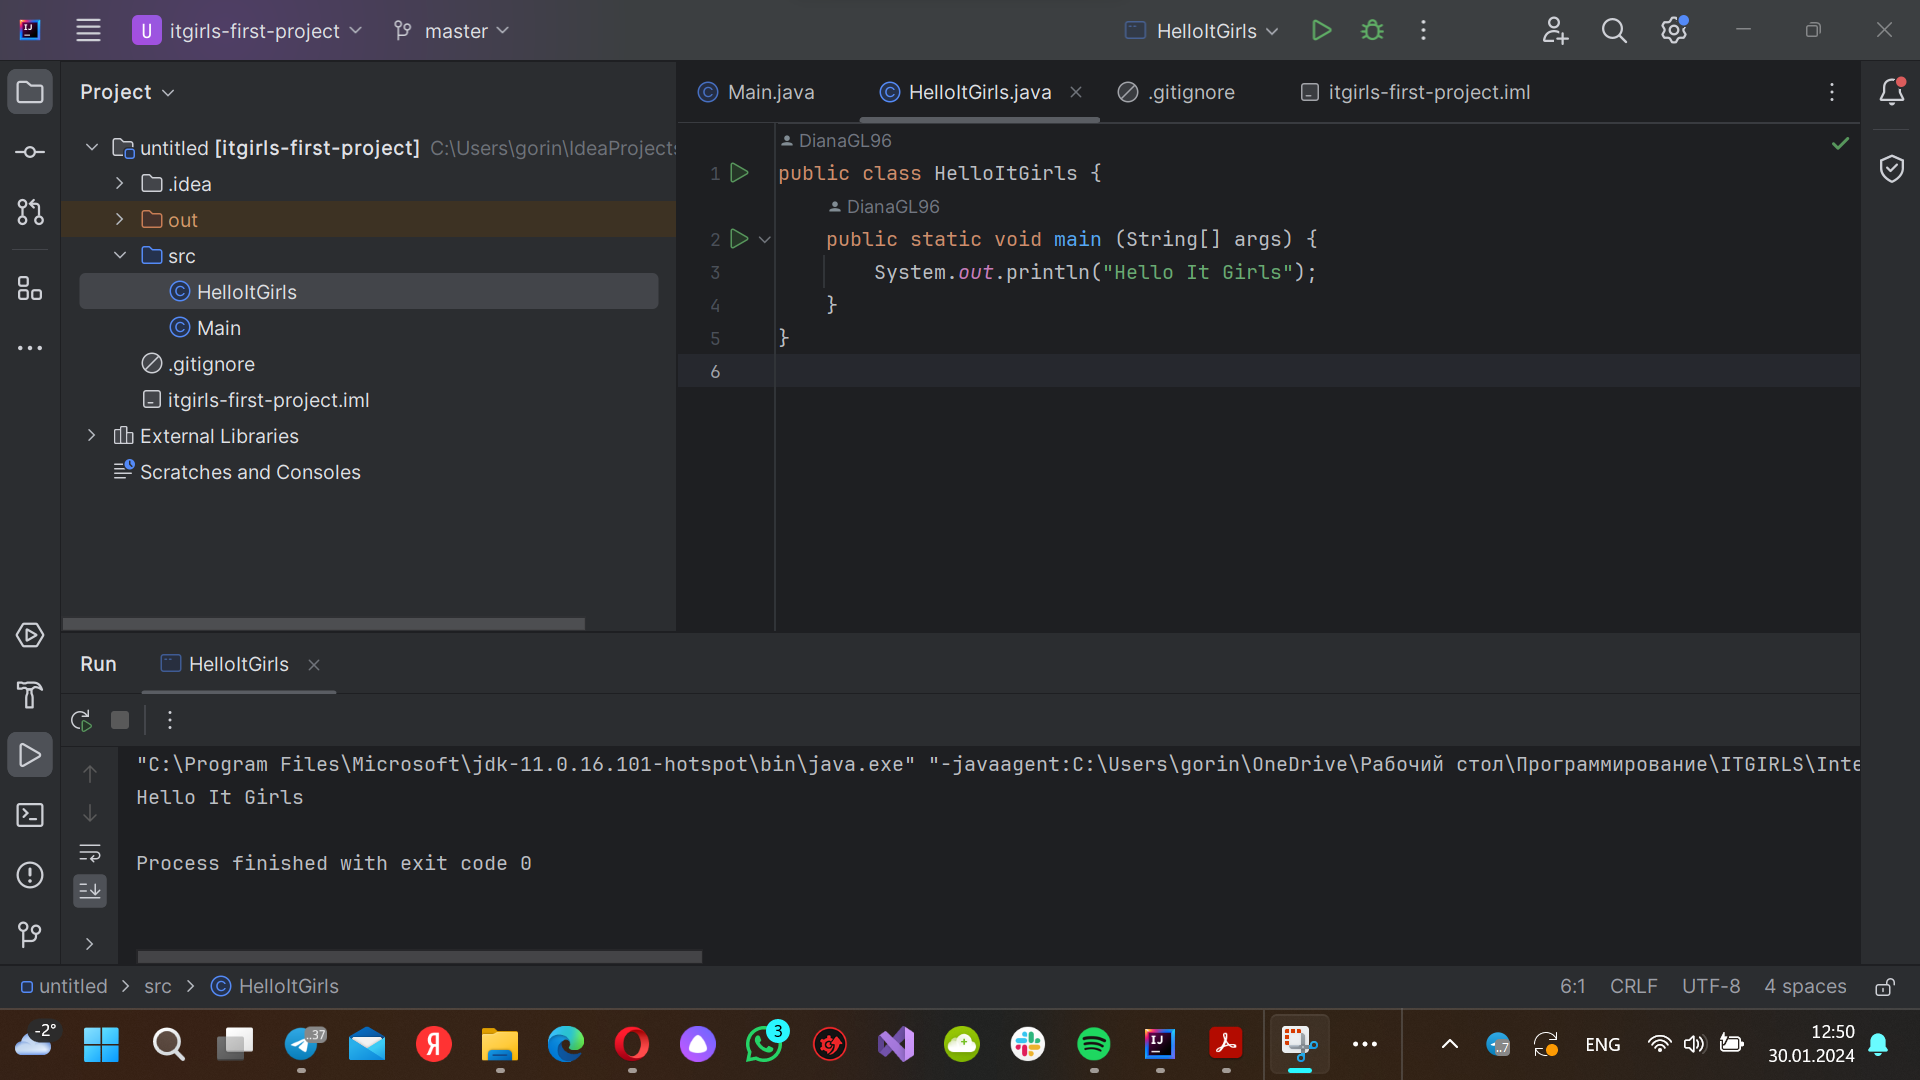 U itgirls-first-project master HelloItGirls
Project
Main.java HelloItGirls.java .gitignore itgirls-first-project.iml
untitled [itgirls-first-project] C:\Users\gorin\IdeaProjects
.idea
out
src
HelloItGirls
Main
.gitignore
itgirls-first-project.iml
External Libraries
Scratches and Consoles
DianaGL96
1 public class HelloItGirls {
DianaGL96
2 public static void main (String[] args) {
3 System.out.println("Hello It Girls");
4 }
5 }
6
Run HelloItGirls
"C:\Program Files\Microsoft\jdk-11.0.16.101-hotspot\bin\java.exe" "-javaagent:C:\Users\gorin\OneDrive\Рабочий стол\Программирование\ITGIRLS\Inte
Hello It Girls
Process finished with exit code 0
untitled src HelloItGirls
6:1 CRLF UTF-8 4 spaces
-2° 37 Я 3 IJ ENG 12:50
30.01.2024